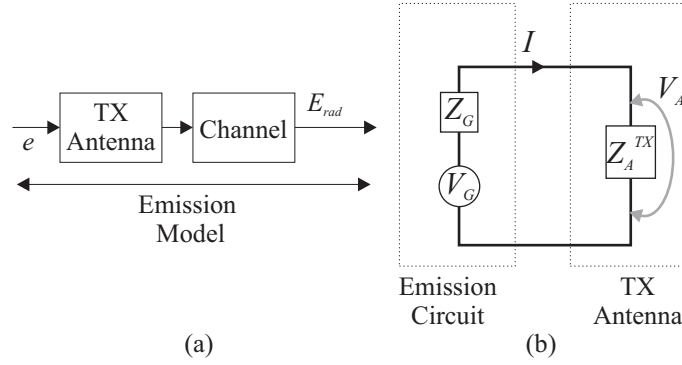 TX
Antenna
Channel
e
E_rad
Emission
Model
(a)
I
Z_G
V_G
Z_A^TX
V_A
Emission
Circuit
TX
Antenna
(b)